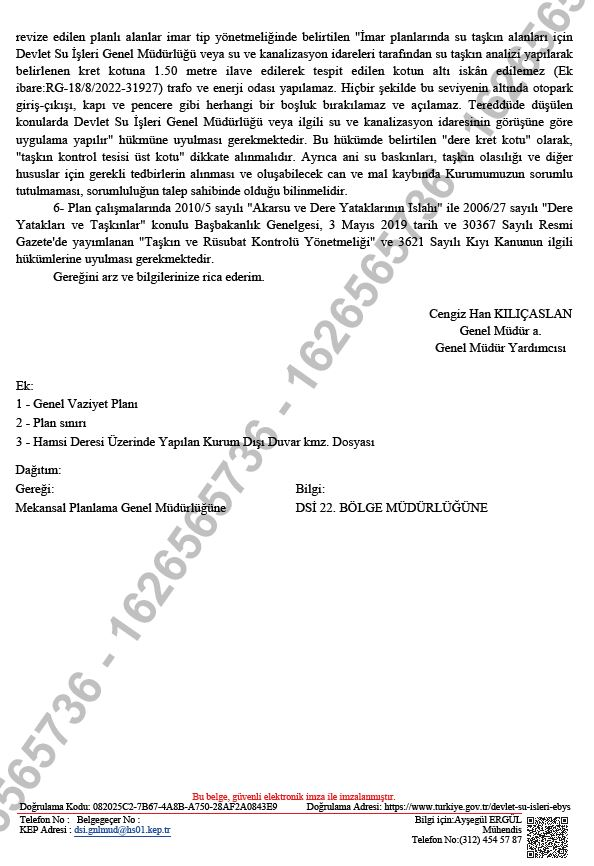 revize edilen planlı alanlar imar tip yönetmeliğinde belirtilen "İmar planlarında su taşkın alanları için
Devlet Su İşleri Genel Müdürlüğü veya su ve kanalizasyon idareleri tarafından su taşkın analizi yapılarak
belirlenen kret kotuna 1.50 metre ilave edilerek tespit edilen kotun altı iskân edilemez (Ek
ibare:RG-18/8/2022-31927) trafo ve enerji odası yapılamaz. Hiçbir şekilde bu seviyenin altında otopark
giriş-çıkışı, kapı ve pencere gibi herhangi bir boşluk bırakılamaz ve açılamaz. Tereddüde düşülen
konularda Devlet Su İşleri Genel Müdürlüğü veya ilgili su ve kanalizasyon idaresinin görüşüne göre
uygulama yapılır" hükmüne uyulması gerekmektedir. Bu hükümde belirtilen "dere kret kotu" olarak,
"taşkın kontrol tesisi üst kotu" dikkate alınmalıdır. Ayrıca ani su baskınları, taşkın olasılığı ve diğer
hususlar için gerekli tedbirlerin alınması ve oluşabilecek can ve mal kaybında Kurumumuzun sorumlu
tutulmaması, sorumluluğun talep sahibinde olduğu bilinmelidir.
6- Plan çalışmalarında 2010/5 sayılı "Akarsu ve Dere Yataklarının Islahı" ile 2006/27 sayılı "Dere
Yatakları ve Taşkınlar" konulu Başbakanlık Genelgesi, 3 Mayıs 2019 tarih ve 30367 Sayılı Resmi
Gazete'de yayımlanan "Taşkın ve Rüsubat Kontrolü Yönetmeliği" ve 3621 Sayılı Kıyı Kanunun ilgili
hükümlerine uyulması gerekmektedir.
Gereğini arz ve bilgilerinize rica ederim.
Cengiz Han KILIÇASLAN
Genel Müdür a.
Genel Müdür Yardımcısı
Ek:
1 - Genel Vaziyet Planı
2 - Plan sınırı
3 - Hamsi Deresi Üzerinde Yapılan Kurum Dışı Duvar kmz. Dosyası
Dağıtım:
Gereği: Bilgi:
Mekansal Planlama Genel Müdürlüğüne DSİ 22. BÖLGE MÜDÜRLÜĞÜNE
1626565736 - 1626565736 - 1626565736 - 1626565736
Bu belge, güvenli elektronik imza ile imzalanmıştır.
Doğrulama Kodu: 082025C2-7B67-4A8B-A750-28AF2A0843E9 Doğrulama Adresi: https://www.turkiye.gov.tr/devlet-su-isleri-ebys
Telefon No : Belgegeçer No : Bilgi için:Ayşegül ERGÜL
KEP Adresi : dsi.gnlmud@hs01.kep.tr Mühendis
Telefon No:(312) 454 57 87